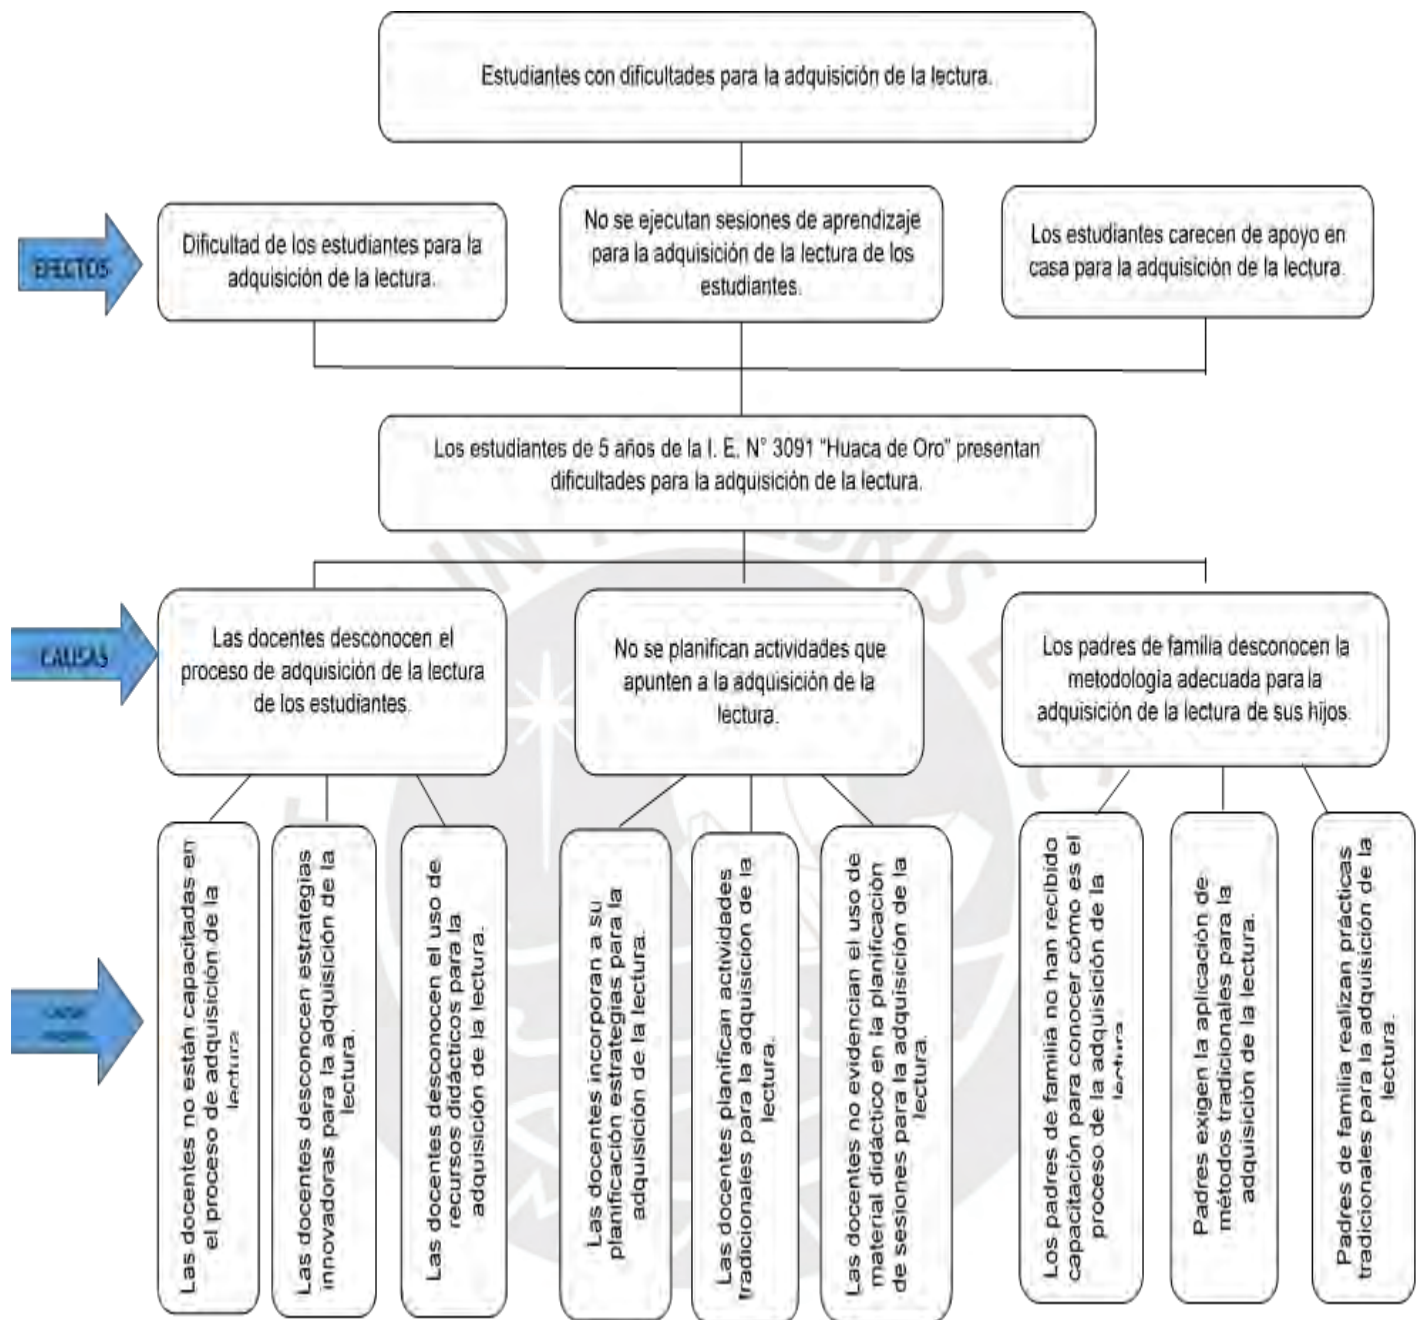 Estudiantes con dificultades para la adquisición de la lectura.
EFECTOS
Dificultad de los estudiantes para la
adquisición de la lectura.
No se ejecutan sesiones de aprendizaje
para la adquisición de la lectura de los
estudiantes.
Los estudiantes carecen de apoyo en
casa para la adquisición de la lectura.
Los estudiantes de 5 años de la I. E. N° 3091 "Huaca de Oro" presentan
dificultades para la adquisición de la lectura.
CAUSAS
Las docentes desconocen el
proceso de adquisición de la lectura
de los estudiantes.
No se planifican actividades que
apunten a la adquisición de la
lectura.
Los padres de familia desconocen la
metodología adecuada para la
adquisición de la lectura de sus hijos.
Las docentes no están capacitadas en
el proceso de adquisición de la
lectura
Las docentes desconocen estrategias
innovadoras para la adquisición de la
lectura.
Las docentes desconocen el uso de
recursos didácticos para la
adquisición de la lectura.
Las docentes incorporan a su
planificación estrategias para la
adquisición de la lectura.
Las docentes planifican actividades
tradicionales para la adquisición de la
lectura.
Las docentes no evidencian el uso de
material didáctico en la planificación
de sesiones para la adquisición de la
lectura.
Los padres de familia no han recibido
capacitación para conocer cómo es el
proceso de la adquisición de la
lectura
Padres exigen la aplicación de
métodos tradicionales para la
adquisición de la lectura.
Padres de familia realizan prácticas
tradicionales para la adquisición de la
lectura.